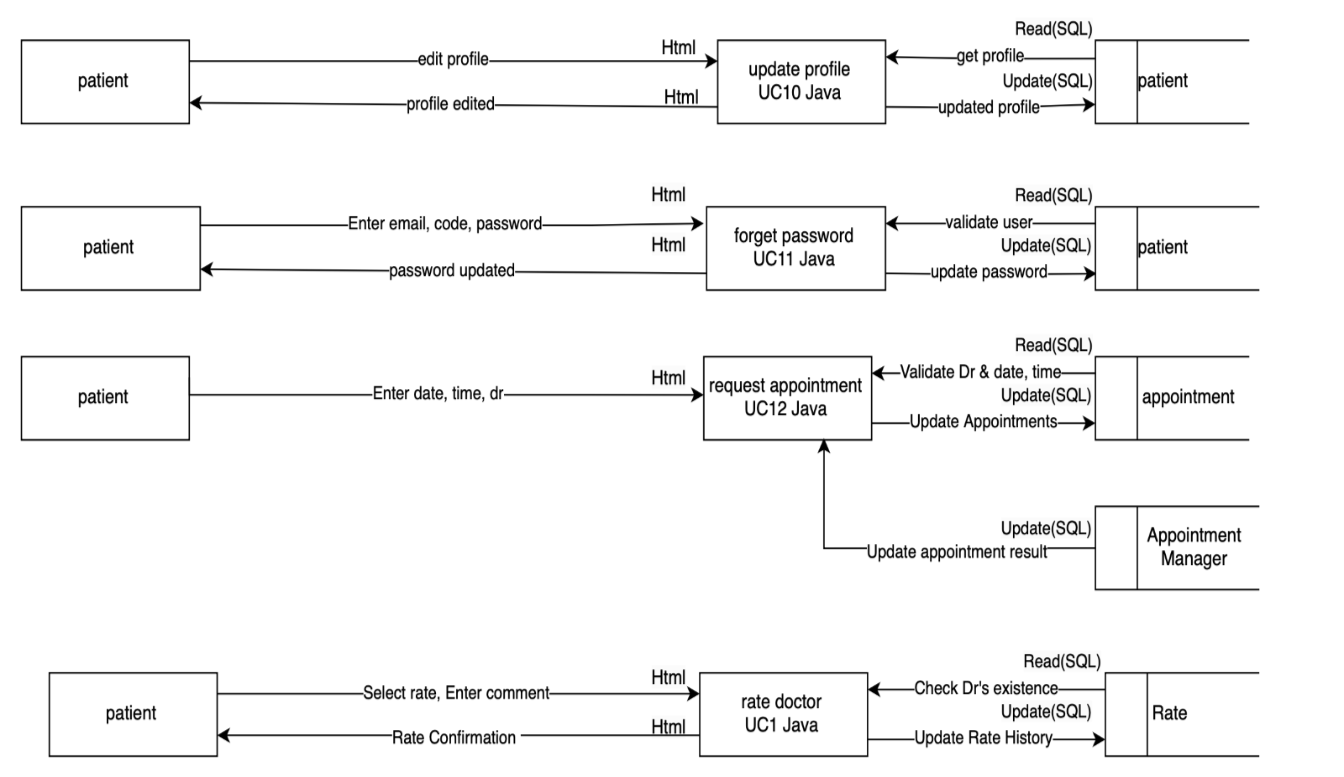 Read(SQL)
Html
edit profile
get profile
patient
update profile
UC10 Java
Update(SQL)
patient
Html
profile edited
updated profile
Html
Read(SQL)
Enter email, code, password
validate user
patient
forget password
UC11 Java
Html
Update(SQL)
patient
password updated
update password
Read(SQL)
Html
Validate Dr & date, time
patient
Enter date, time, dr
request appointment
UC12 Java
Update(SQL)
appointment
Update Appointments
Update(SQL)
Update appointment result
Appointment
Manager
Read(SQL)
Html
Select rate, Enter comment
Check Dr's existence
patient
rate doctor
UC1 Java
Update(SQL)
Rate
Html
Rate Confirmation
Update Rate History